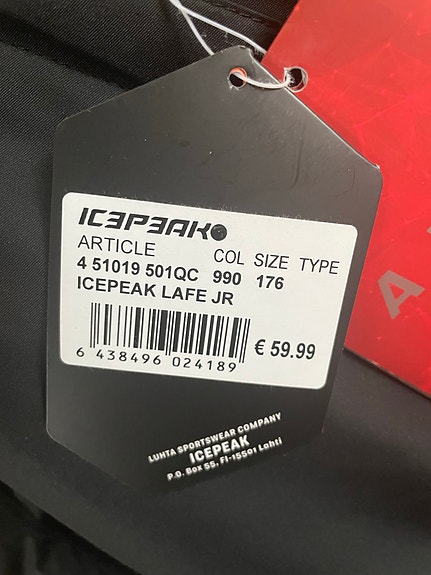 ICEPEAK
ARTICLE COL SIZE TYPE
4 51019 501QC 990 176
ICEPEAK LAFE JR
€ 59.99
6 438496 024189
LUHTA SPORTSWEAR COMPANY
ICEPEAK
P.O. Box 55, FI-15501 Lahti
A